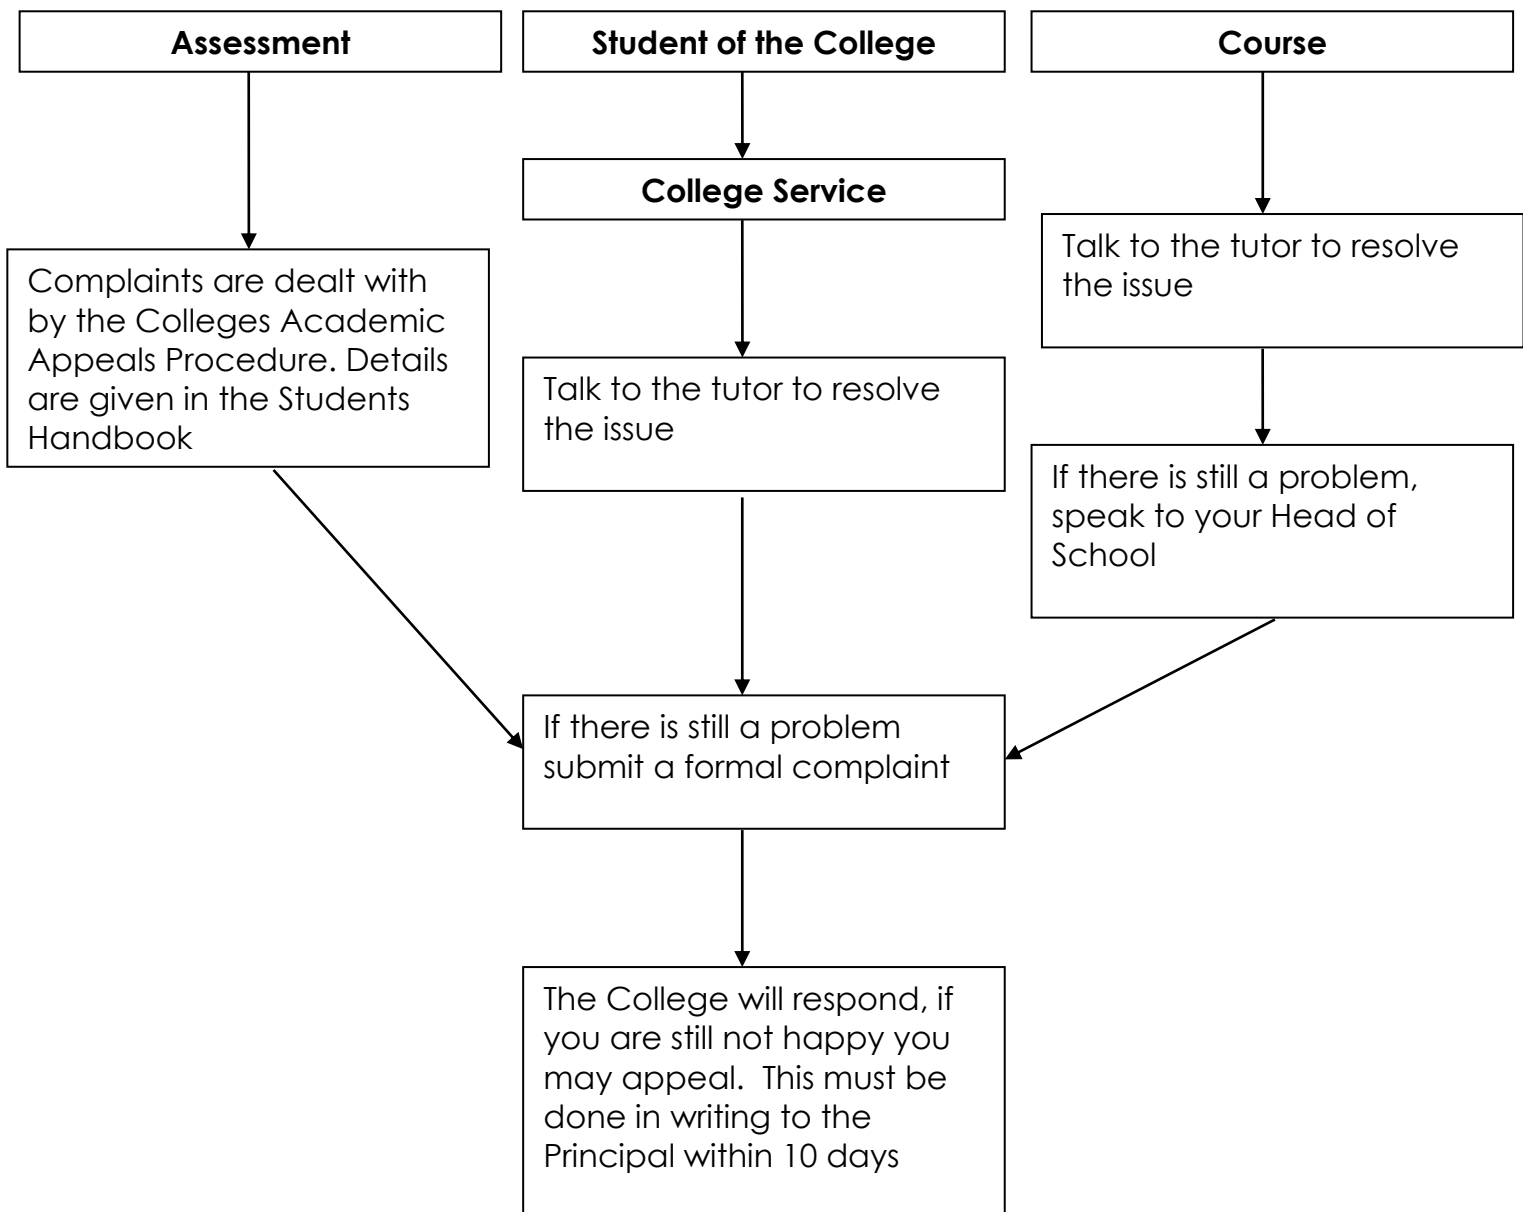 Assessment
Student of the College
Course
College Service
Complaints are dealt with
by the Colleges Academic
Appeals Procedure. Details
are given in the Students
Handbook
Talk to the tutor to resolve
the issue
Talk to the tutor to resolve
the issue
If there is still a problem,
speak to your Head of
School
If there is still a problem
submit a formal complaint
The College will respond, if
you are still not happy you
may appeal.  This must be
done in writing to the
Principal within 10 days